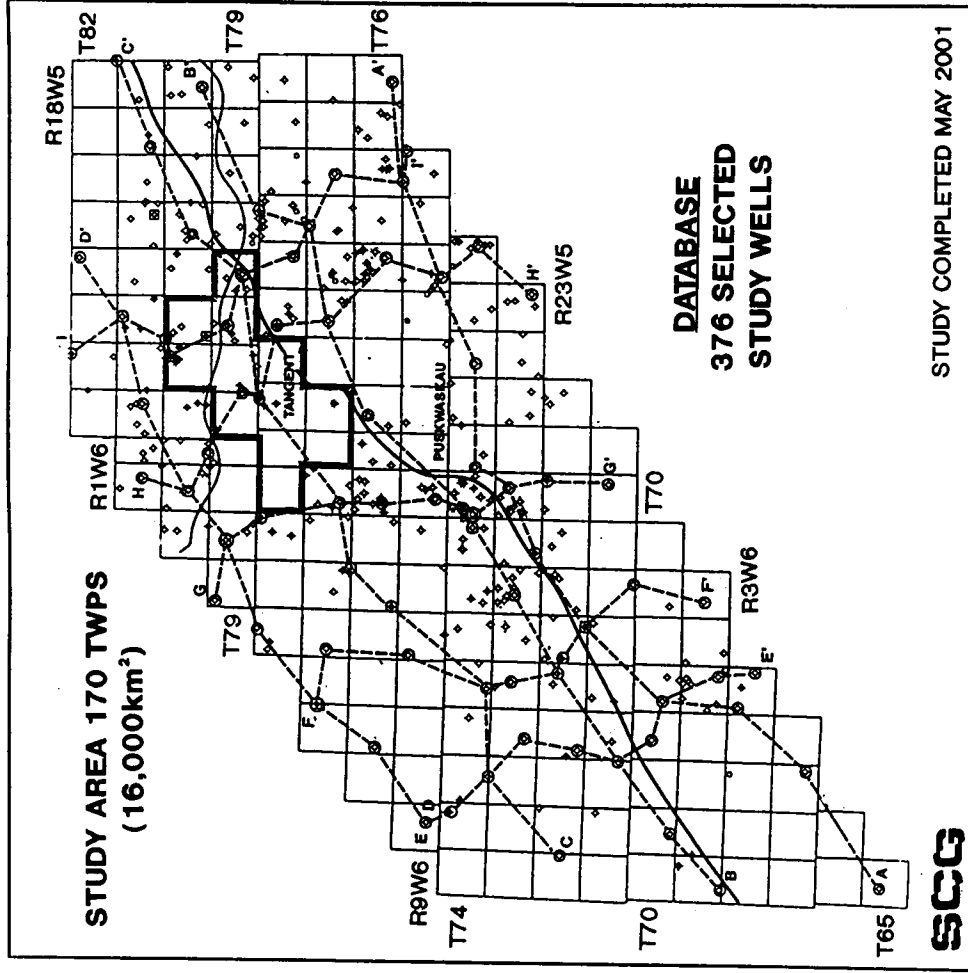 STUDY AREA 170 TWPS
(16,000km²)
R18W5
T82
C'
T79
B'
T76
A'
D'
I
I'
R1W6
H
TANGENT
H'
R23W5
G
T79
PUSKWASKAU
G'
T70
F
F'
R3W6
E'
E
D
R9W6
T74
C
B
T70
A
T65
DATABASE
376 SELECTED
STUDY WELLS
STUDY COMPLETED MAY 2001
SCG